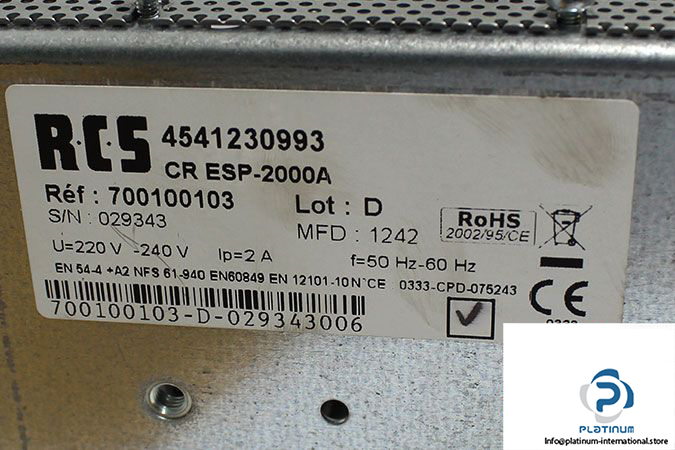 R.C.S 4541230993
CR ESP-2000A
Réf : 700100103 Lot : D
S/N : 029343 MFD : 1242
RoHS
2002/95/CE
U=220 V -240 V Ip=2 A f=50 Hz-60 Hz
EN 54-4 +A2 NFS 61-940 EN60849 EN 12101-10 N°CE 0333-CPD-075243
CE
700100103-D-029343006
PLATINUM
Info@platinum-international.store